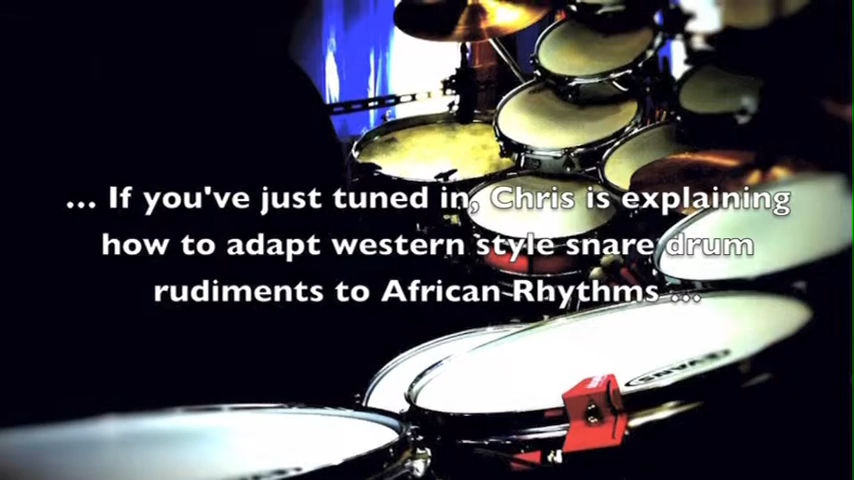 ... If you've just tuned in, Chris is explaining
how to adapt western style snare drum
rudiments to African Rhythms ...
EVANS